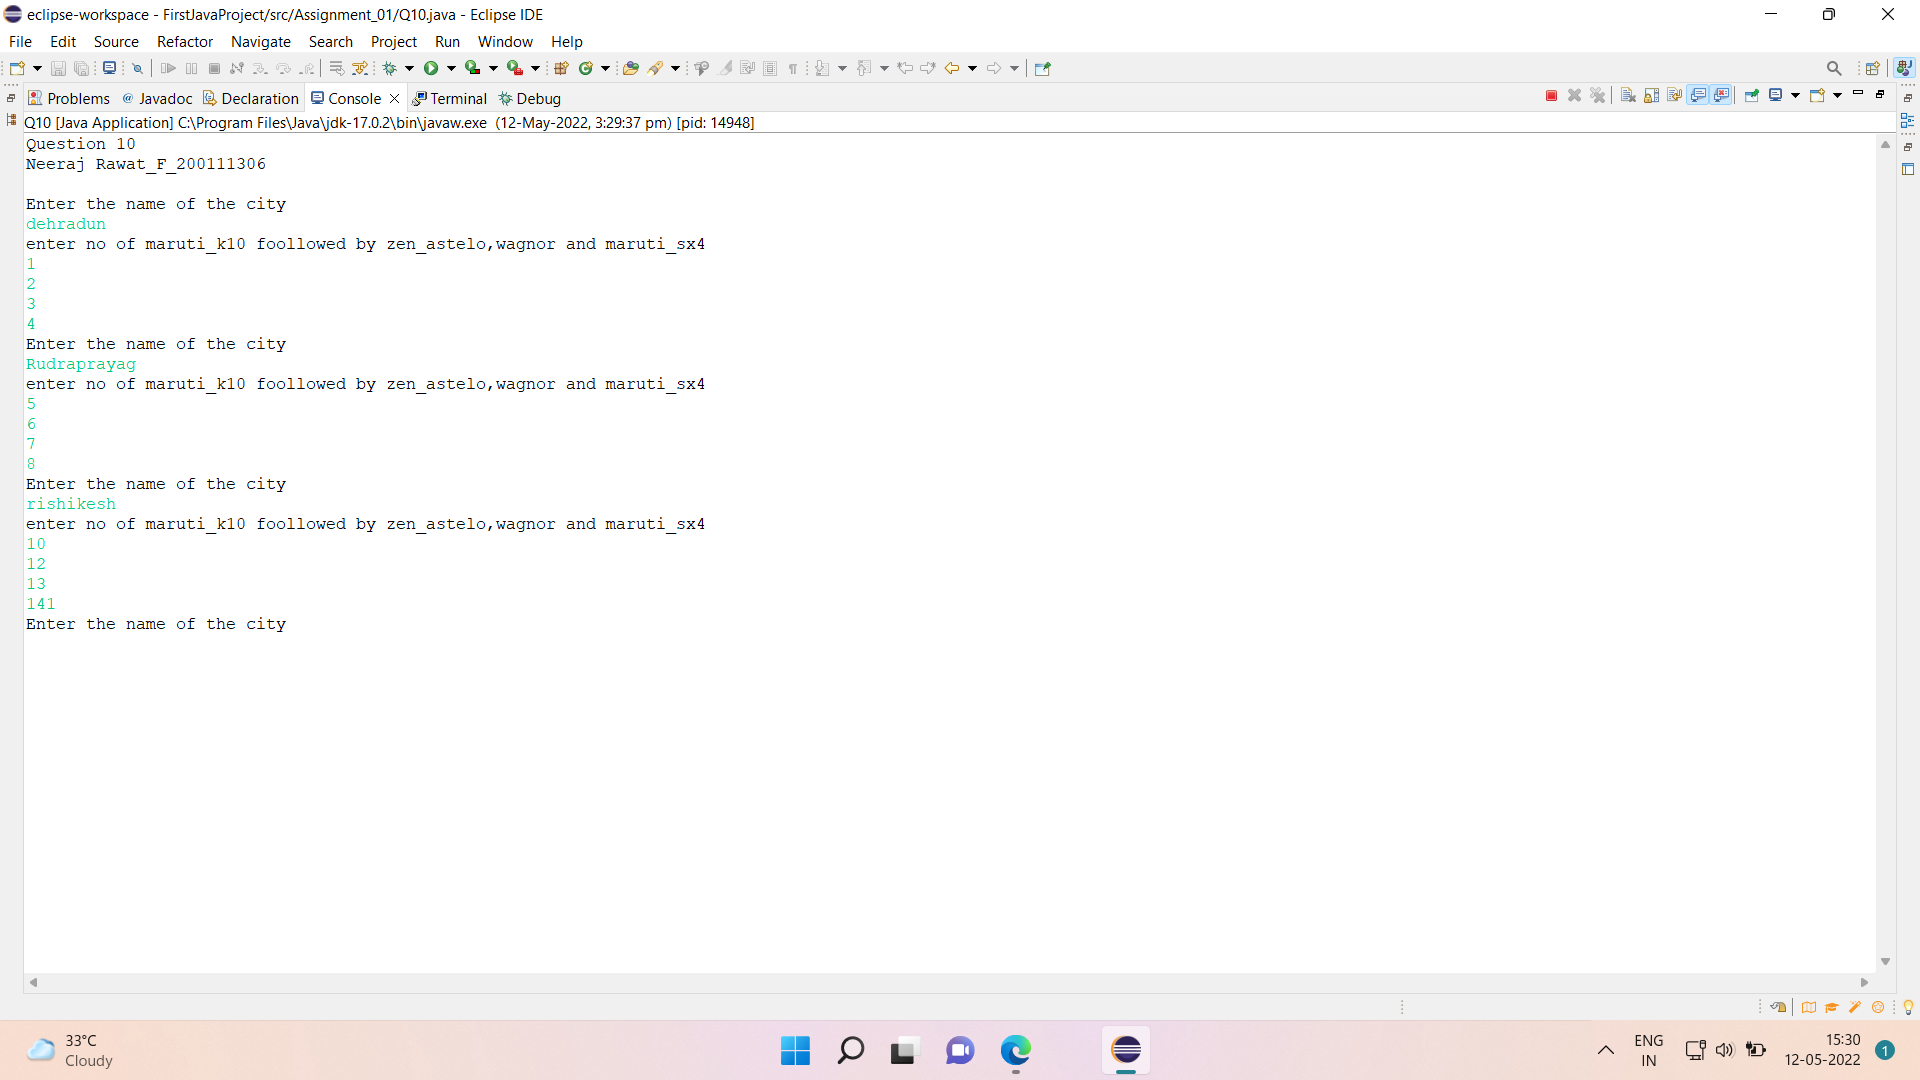 eclipse-workspace - FirstJavaProject/src/Assignment_01/Q10.java - Eclipse IDE
File Edit Source Refactor Navigate Search Project Run Window Help
Problems @ Javadoc Declaration Console Terminal Debug
Q10 [Java Application] C:\Program Files\Java\jdk-17.0.2\bin\javaw.exe (12-May-2022, 3:29:37 pm) [pid: 14948]
Question 10
Neeraj Rawat_F_200111306
Enter the name of the city
dehradun
enter no of maruti_k10 foollowed by zen_astelo,wagnor and maruti_sx4
1
2
3
4
Enter the name of the city
Rudraprayag
enter no of maruti_k10 foollowed by zen_astelo,wagnor and maruti_sx4
5
6
7
8
Enter the name of the city
rishikesh
enter no of maruti_k10 foollowed by zen_astelo,wagnor and maruti_sx4
10
12
13
141
Enter the name of the city
33°C
Cloudy
ENG
IN
15:30
12-05-2022
1